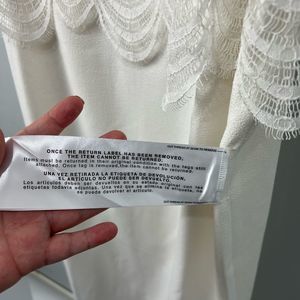 ONCE THE RETURN LABEL HAS BEEN REMOVED,
THE ITEM CANNOT BE RETURNED.
Items must be returned in their original condition with the tags still
attached. Once tag is removed,the item cannot be returned.
UNA VEZ RETIRADA LA ETIQUETA DE DEVOLUCIÓN,
EL ARTÍCULO NO PUEDE SER DEVUELTO.
Los artículos deben ser devueltos en su estado original con las
etiquetas todavía adjuntas. Una vez que se elimina la etiqueta, no se
puede devolver el artículo.